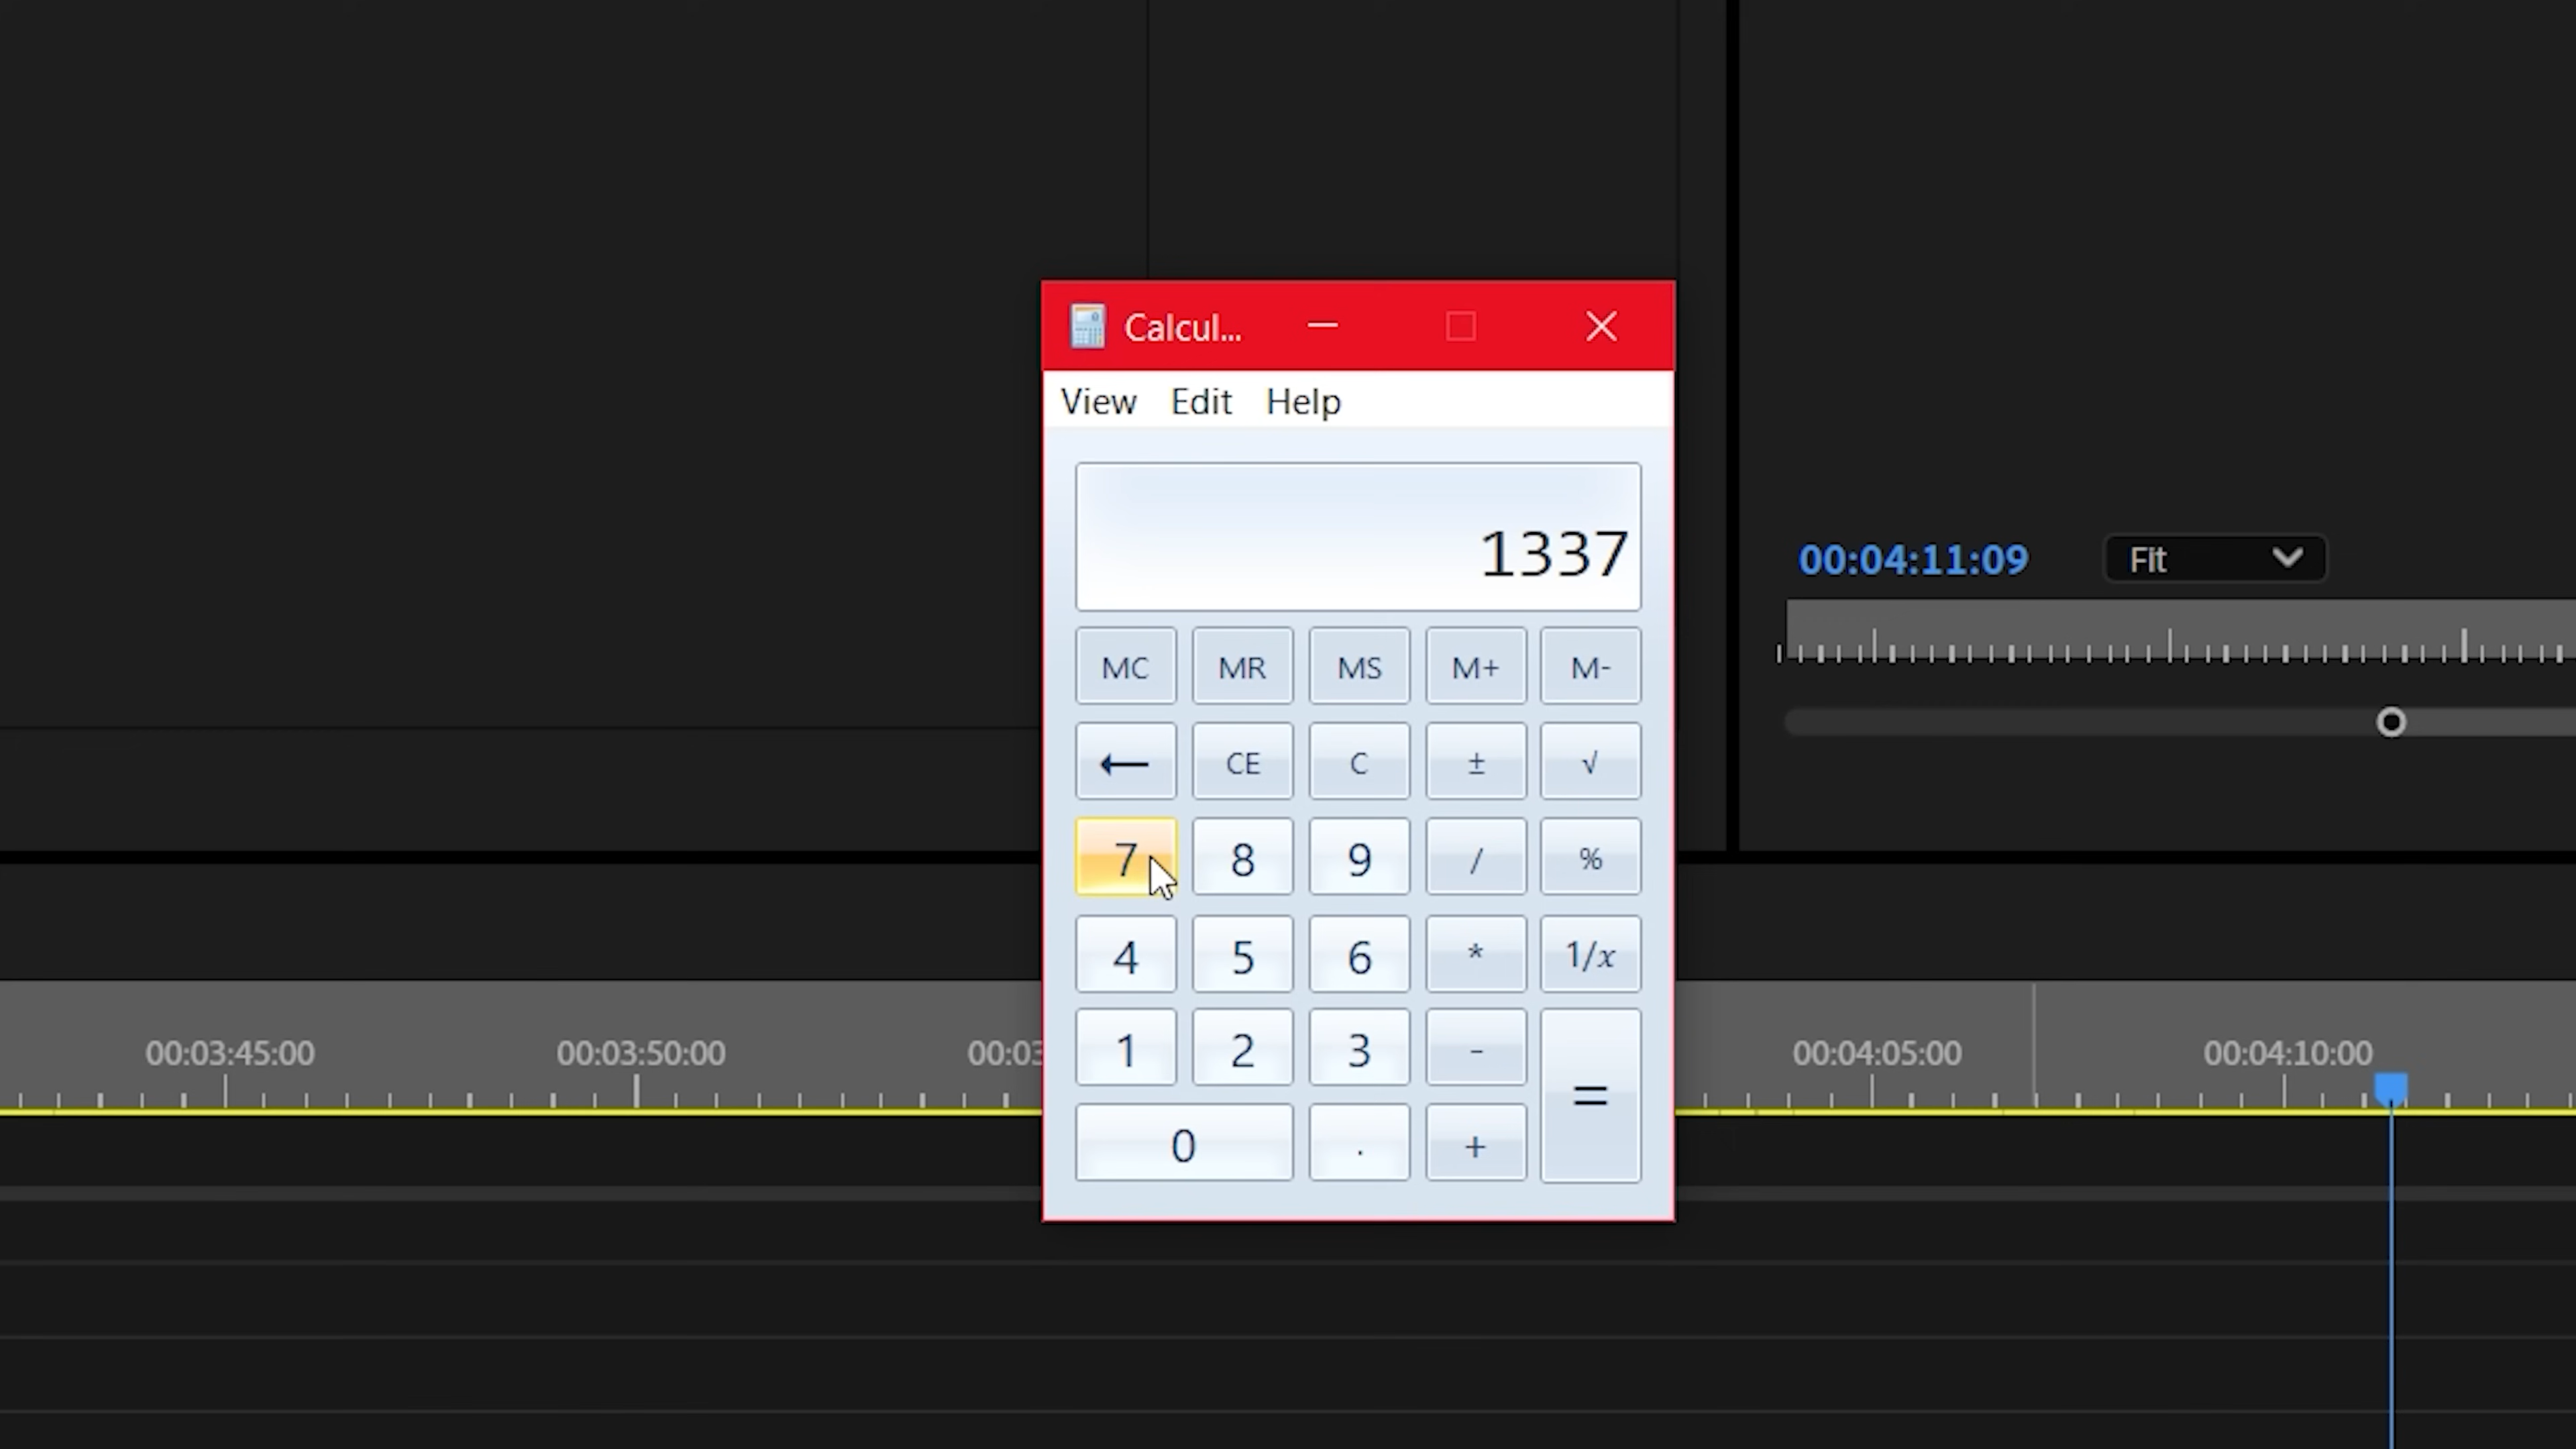 Calcul...
View Edit Help
1337
00:04:11:09 Fit
MC MR MS M+ M-
← CE C ± √
7 8 9 / %
4 5 6 * 1/x
1 2 3 -
=
0 . +
00:03:45:00 00:03:50:00 00:03 00:04:05:00 00:04:10:00